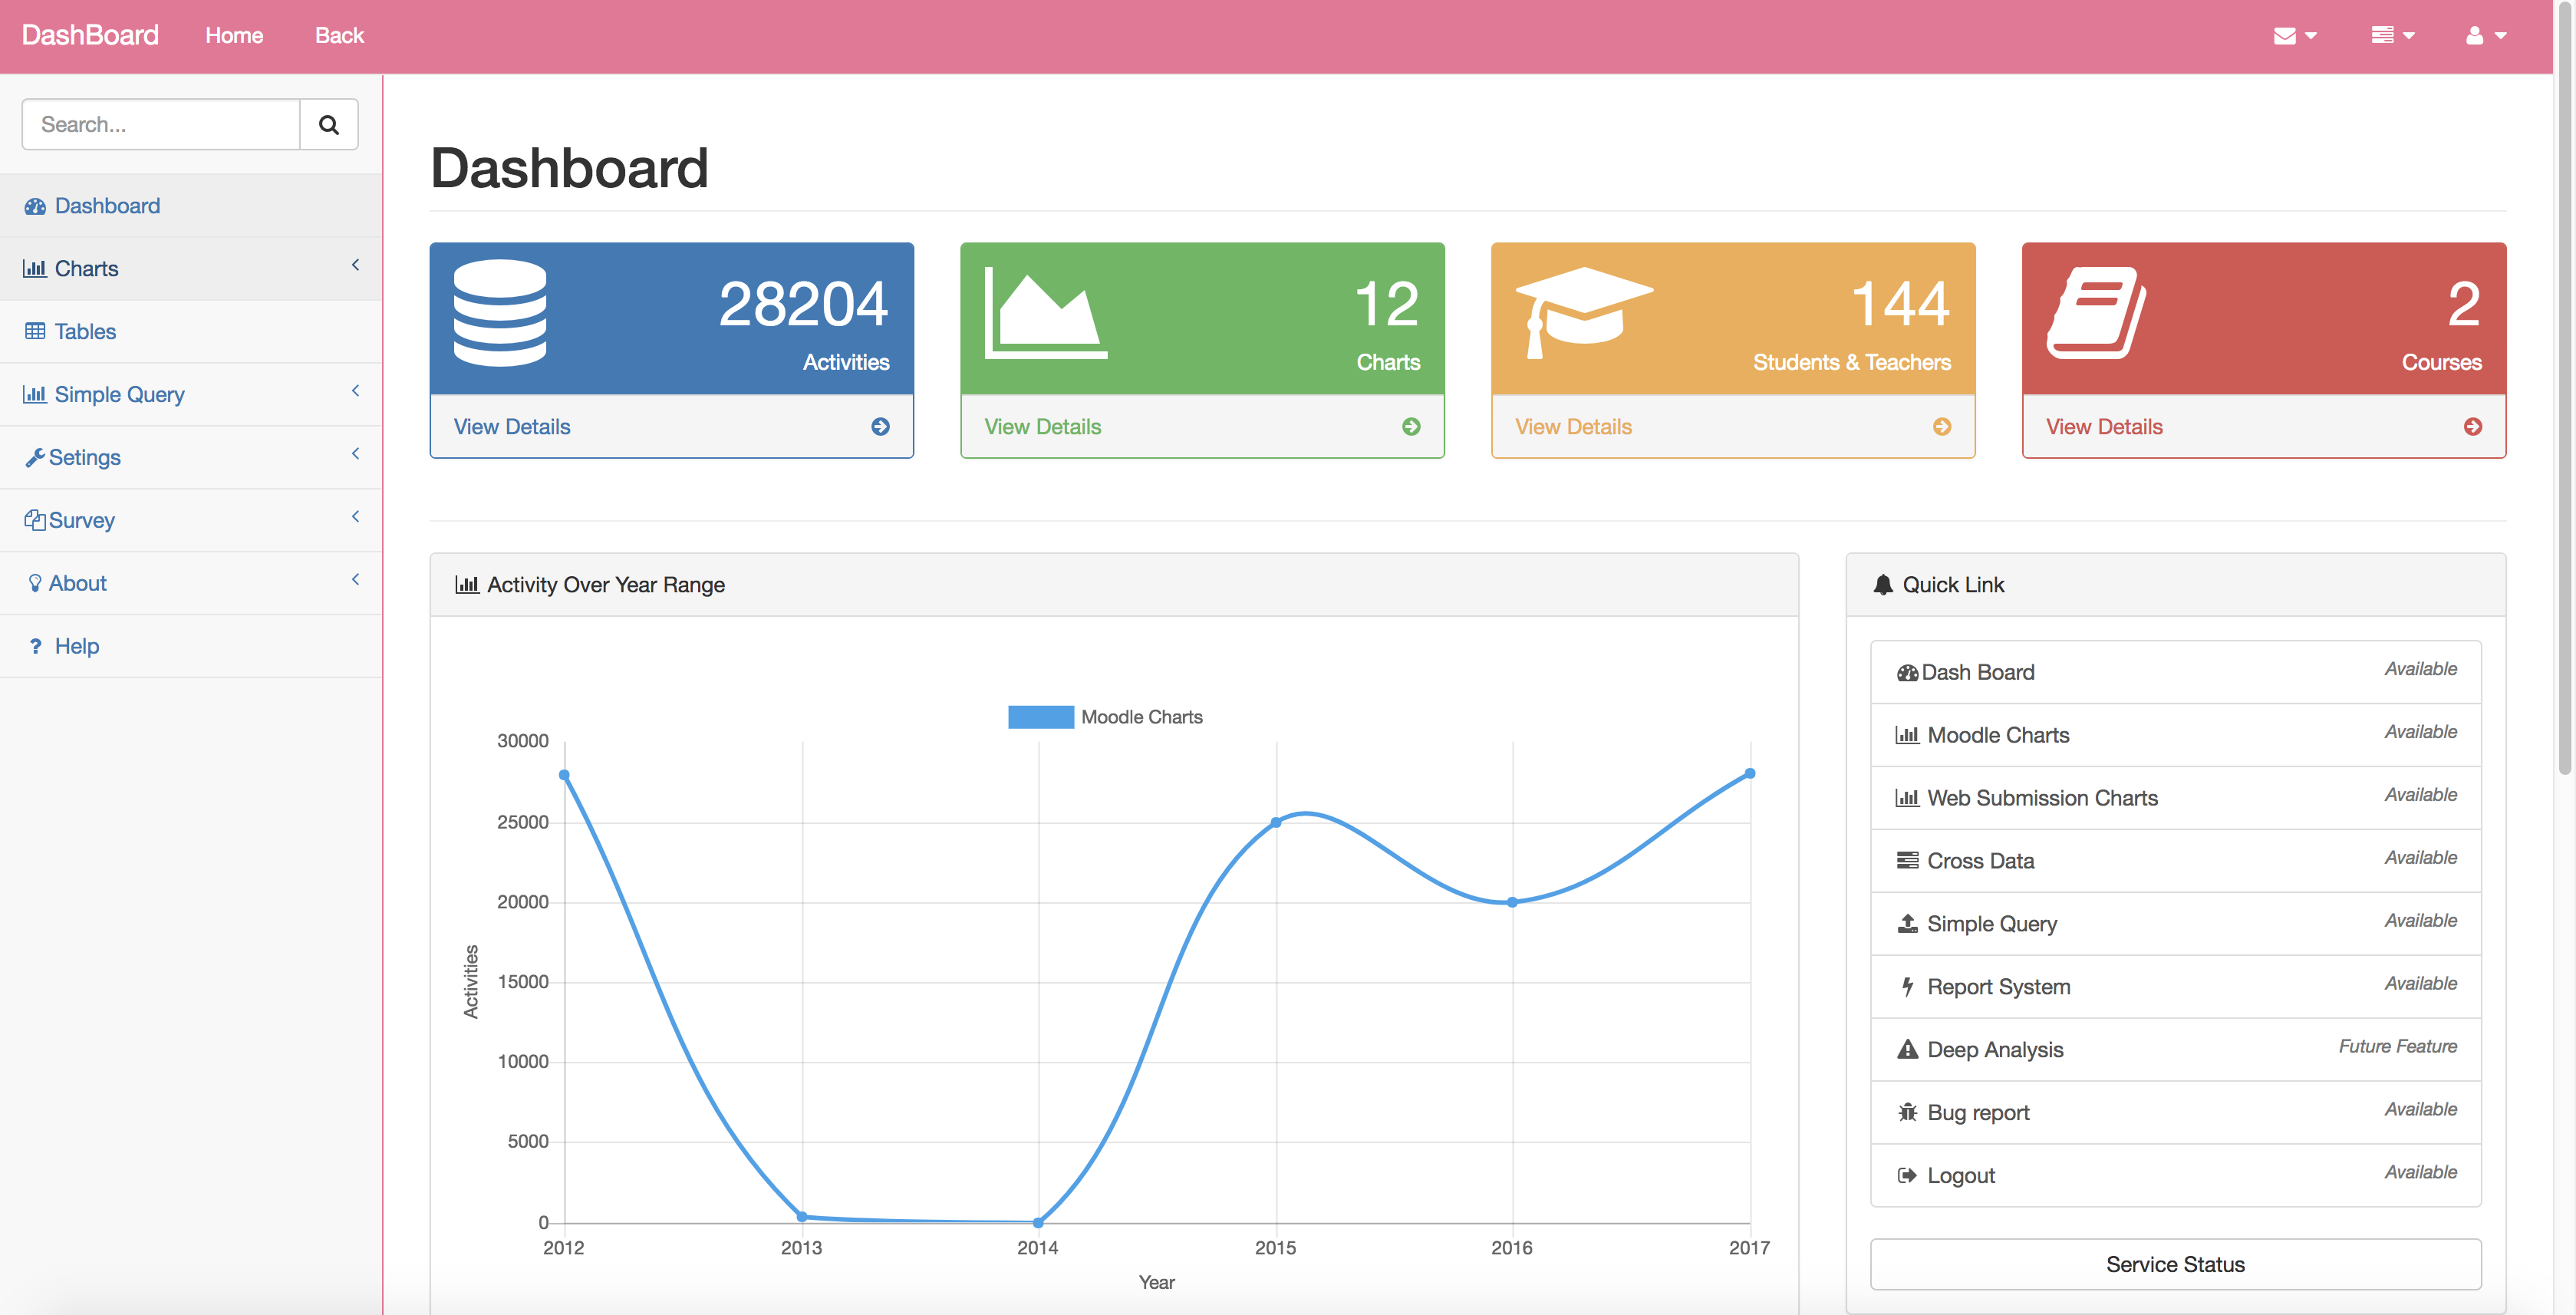 DashBoard Home Back
Search...
Dashboard
Charts
Tables
Simple Query
Setings
Survey
About
Help
Dashboard
28204
Activities
View Details
12
Charts
View Details
144
Students & Teachers
View Details
2
Courses
View Details
Activity Over Year Range
Moodle Charts
30000
25000
20000
15000
10000
5000
0
Activities
2012 2013 2014 2015 2016 2017
Year
Quick Link
Dash Board Available
Moodle Charts Available
Web Submission Charts Available
Cross Data Available
Simple Query Available
Report System Available
Deep Analysis Future Feature
Bug report Available
Logout Available
Service Status